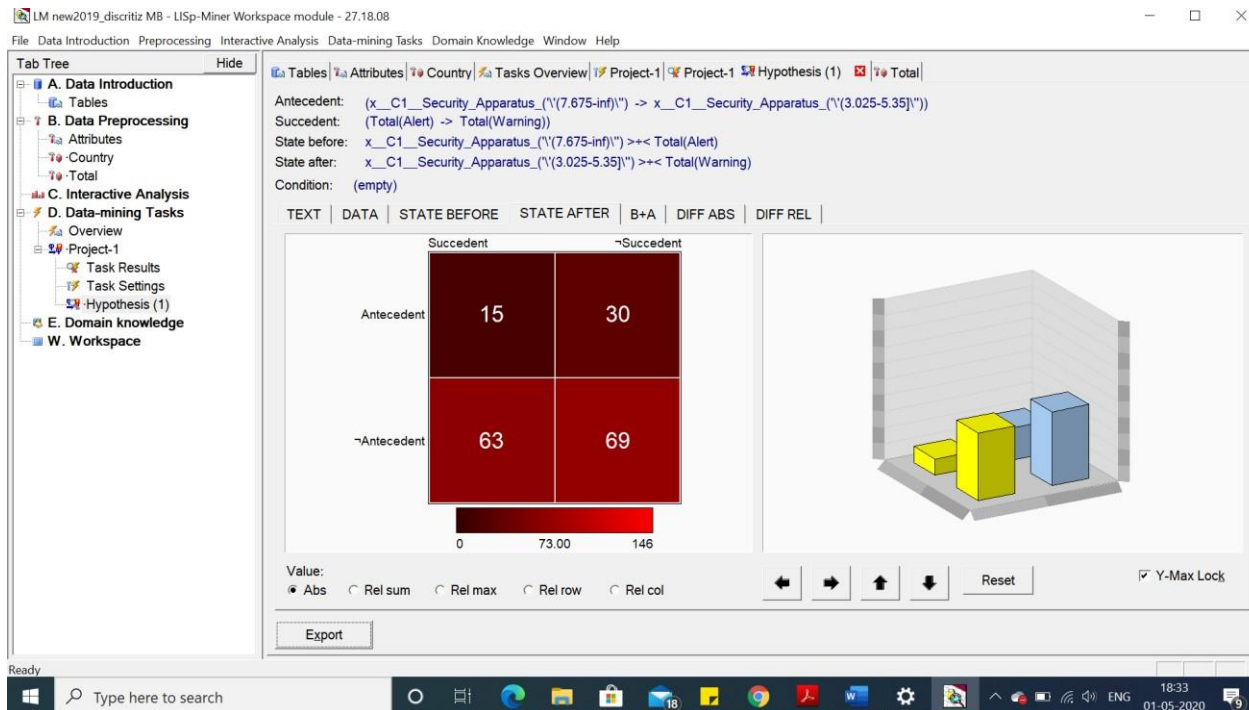 LM new2019_discritiz MB - LISp-Miner Workspace module - 27.18.08
File Data Introduction Preprocessing Interactive Analysis Data-mining Tasks Domain Knowledge Window Help
Tab Tree Hide
A. Data Introduction
Tables
B. Data Preprocessing
Attributes
Country
Total
C. Interactive Analysis
D. Data-mining Tasks
Overview
Project-1
Task Results
Task Settings
Hypothesis (1)
E. Domain knowledge
W. Workspace
Tables Attributes Country Tasks Overview Project-1 Project-1 Hypothesis (1) Total
Antecedent: (x__C1__Security_Apparatus_("\'(7.675-inf)\'') -> x__C1__Security_Apparatus_("\'(3.025-5.35]\''))
Succedent: (Total(Alert) -> Total(Warning))
State before: x__C1__Security_Apparatus_("\'(7.675-inf)\'') >÷< Total(Alert)
State after: x__C1__Security_Apparatus_("\'(3.025-5.35]\'') >÷< Total(Warning)
Condition: (empty)
TEXT DATA STATE BEFORE STATE AFTER B+A DIFF ABS DIFF REL
Succedent ¬Succedent
Antecedent 15 30
¬Antecedent 63 69
0 73.00 146
Value:
Abs Rel sum Rel max Rel row Rel col
Reset
Y-Max Lock
Export
Ready
Type here to search
18
ENG
18:33
01-05-2020
9